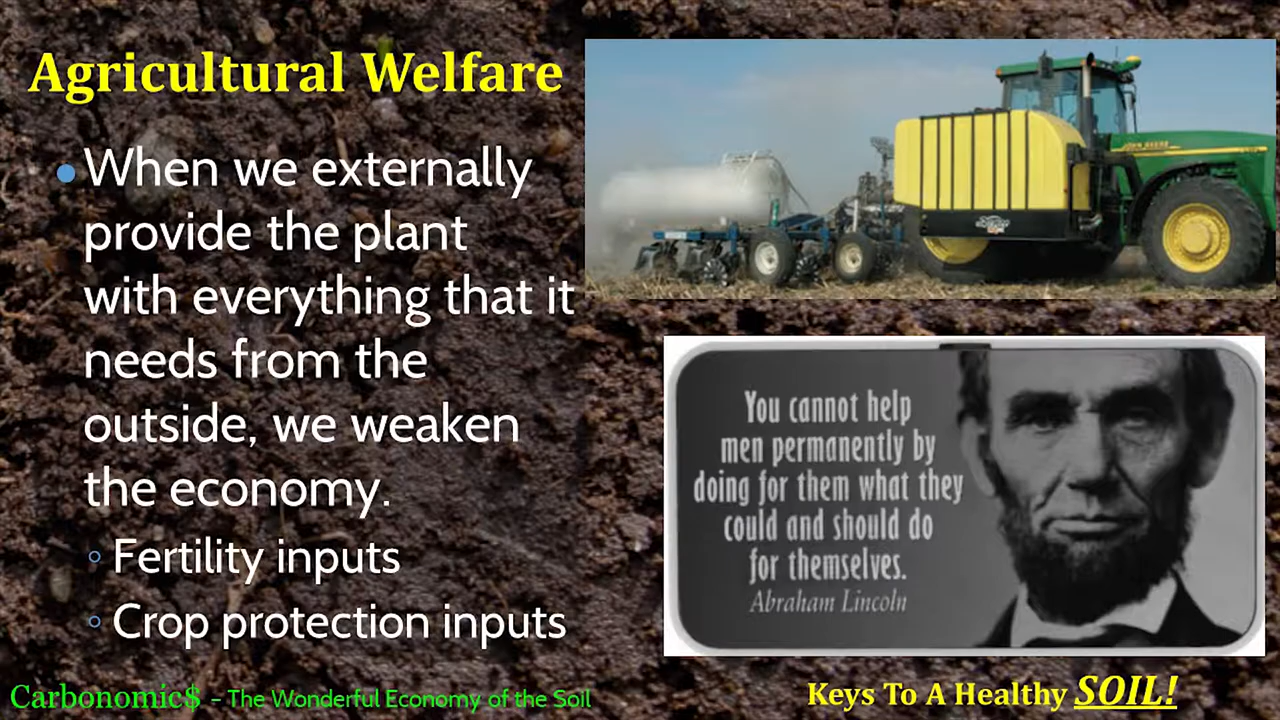 Agricultural Welfare
When we externally
provide the plant
with everything that it
needs from the
outside, we weaken
the economy.
Fertility inputs
Crop protection inputs
JOHN DEERE
You cannot help
men permanently by
doing for them what they
could and should do
for themselves.
Abraham Lincoln
Carbonomic$ – The Wonderful Economy of the Soil
Keys To A Healthy SOIL!